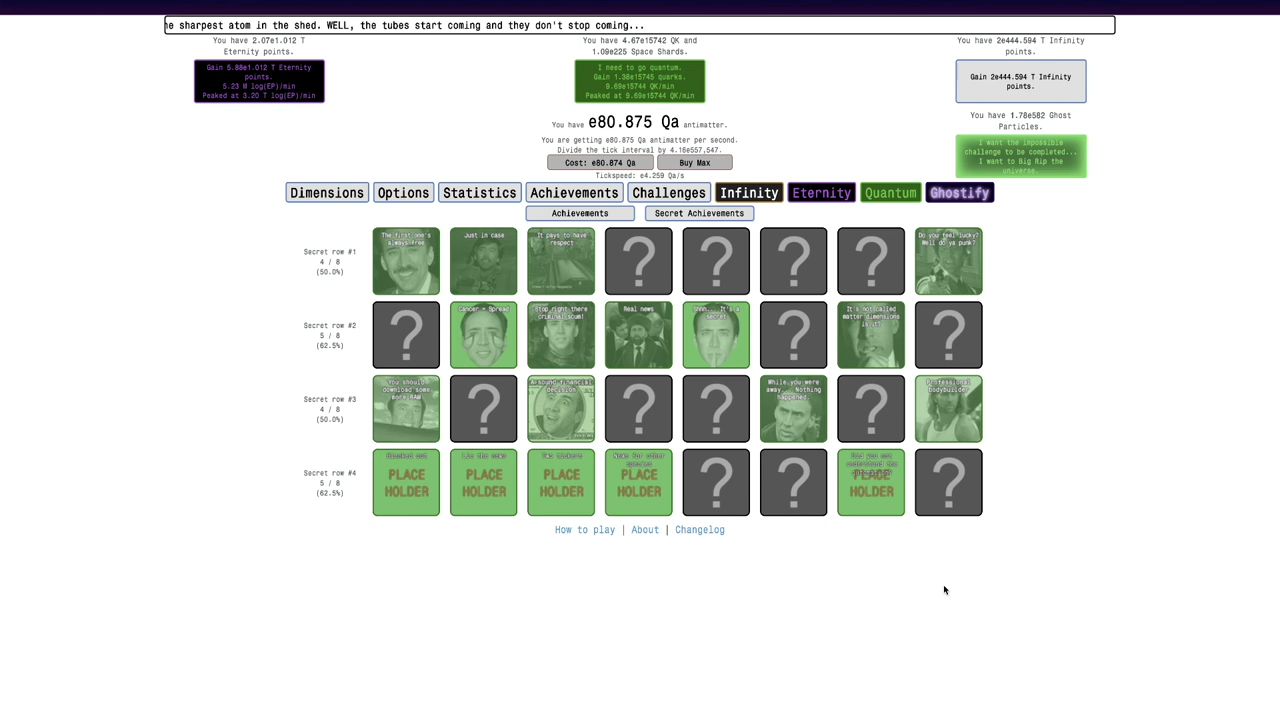 e sharpest atom in the shed. WELL, the tubes start coming and they don't stop coming...
You have 2.07e1.012 T
Eternity points.
Gain 5.88e1.012 T Eternity
points.
5.23 W log(EP)/min
Peaked at 3.20 T log(EP)/min
You have 4.67e15742 QK and
1.09e225 Space Shards.
I need to go quantum.
Gain 1.38e15745 quarks.
9.69e15744 QK/min
Peaked at 9.69e15744 QK/min
You have 2e444.594 T Infinity
points.
Gain 2e444.594 T Infinity
points.
You have 1.78e582 Ghost
Particles.
I want the impossible
challenge to be completed...
I want to Big Rip the
universe.
You have e80.875 Qa antimatter.
You are getting e80.875 Qa antimatter per second.
Divide the tick interval by 4.16e557,547.
Cost: e80.874 Qa
Buy Max
Tickspeed: e4.259 Qa/s
Dimensions
Options
Statistics
Achievements
Challenges
Infinity
Eternity
Quantum
Ghostify
Achievements
Secret Achievements
Secret row #1
4 / 8
(50.0%)
The first one's
always free
Just in case
It pays to have
respect
?
?
?
?
Do you feel lucky?
Well do ya punk?
Secret row #2
5 / 8
(62.5%)
?
Cancer = Spread
Stop right there
criminal scum!
Real news
Shhh... It's a
secret
?
It's not called
matter dimensions
is it?
?
Secret row #3
4 / 8
(50.0%)
You should
download some
more RAM
?
A sound financial
decision
?
?
While you were
away... Nothing
happened.
?
Professional
bodybuilder
Secret row #4
5 / 8
(62.5%)
PLACE
HOLDER
PLACE
HOLDER
PLACE
HOLDER
News for other
species
PLACE
HOLDER
?
?
Did you not
understand the
PLACE
HOLDER
?
How to play | About | Changelog